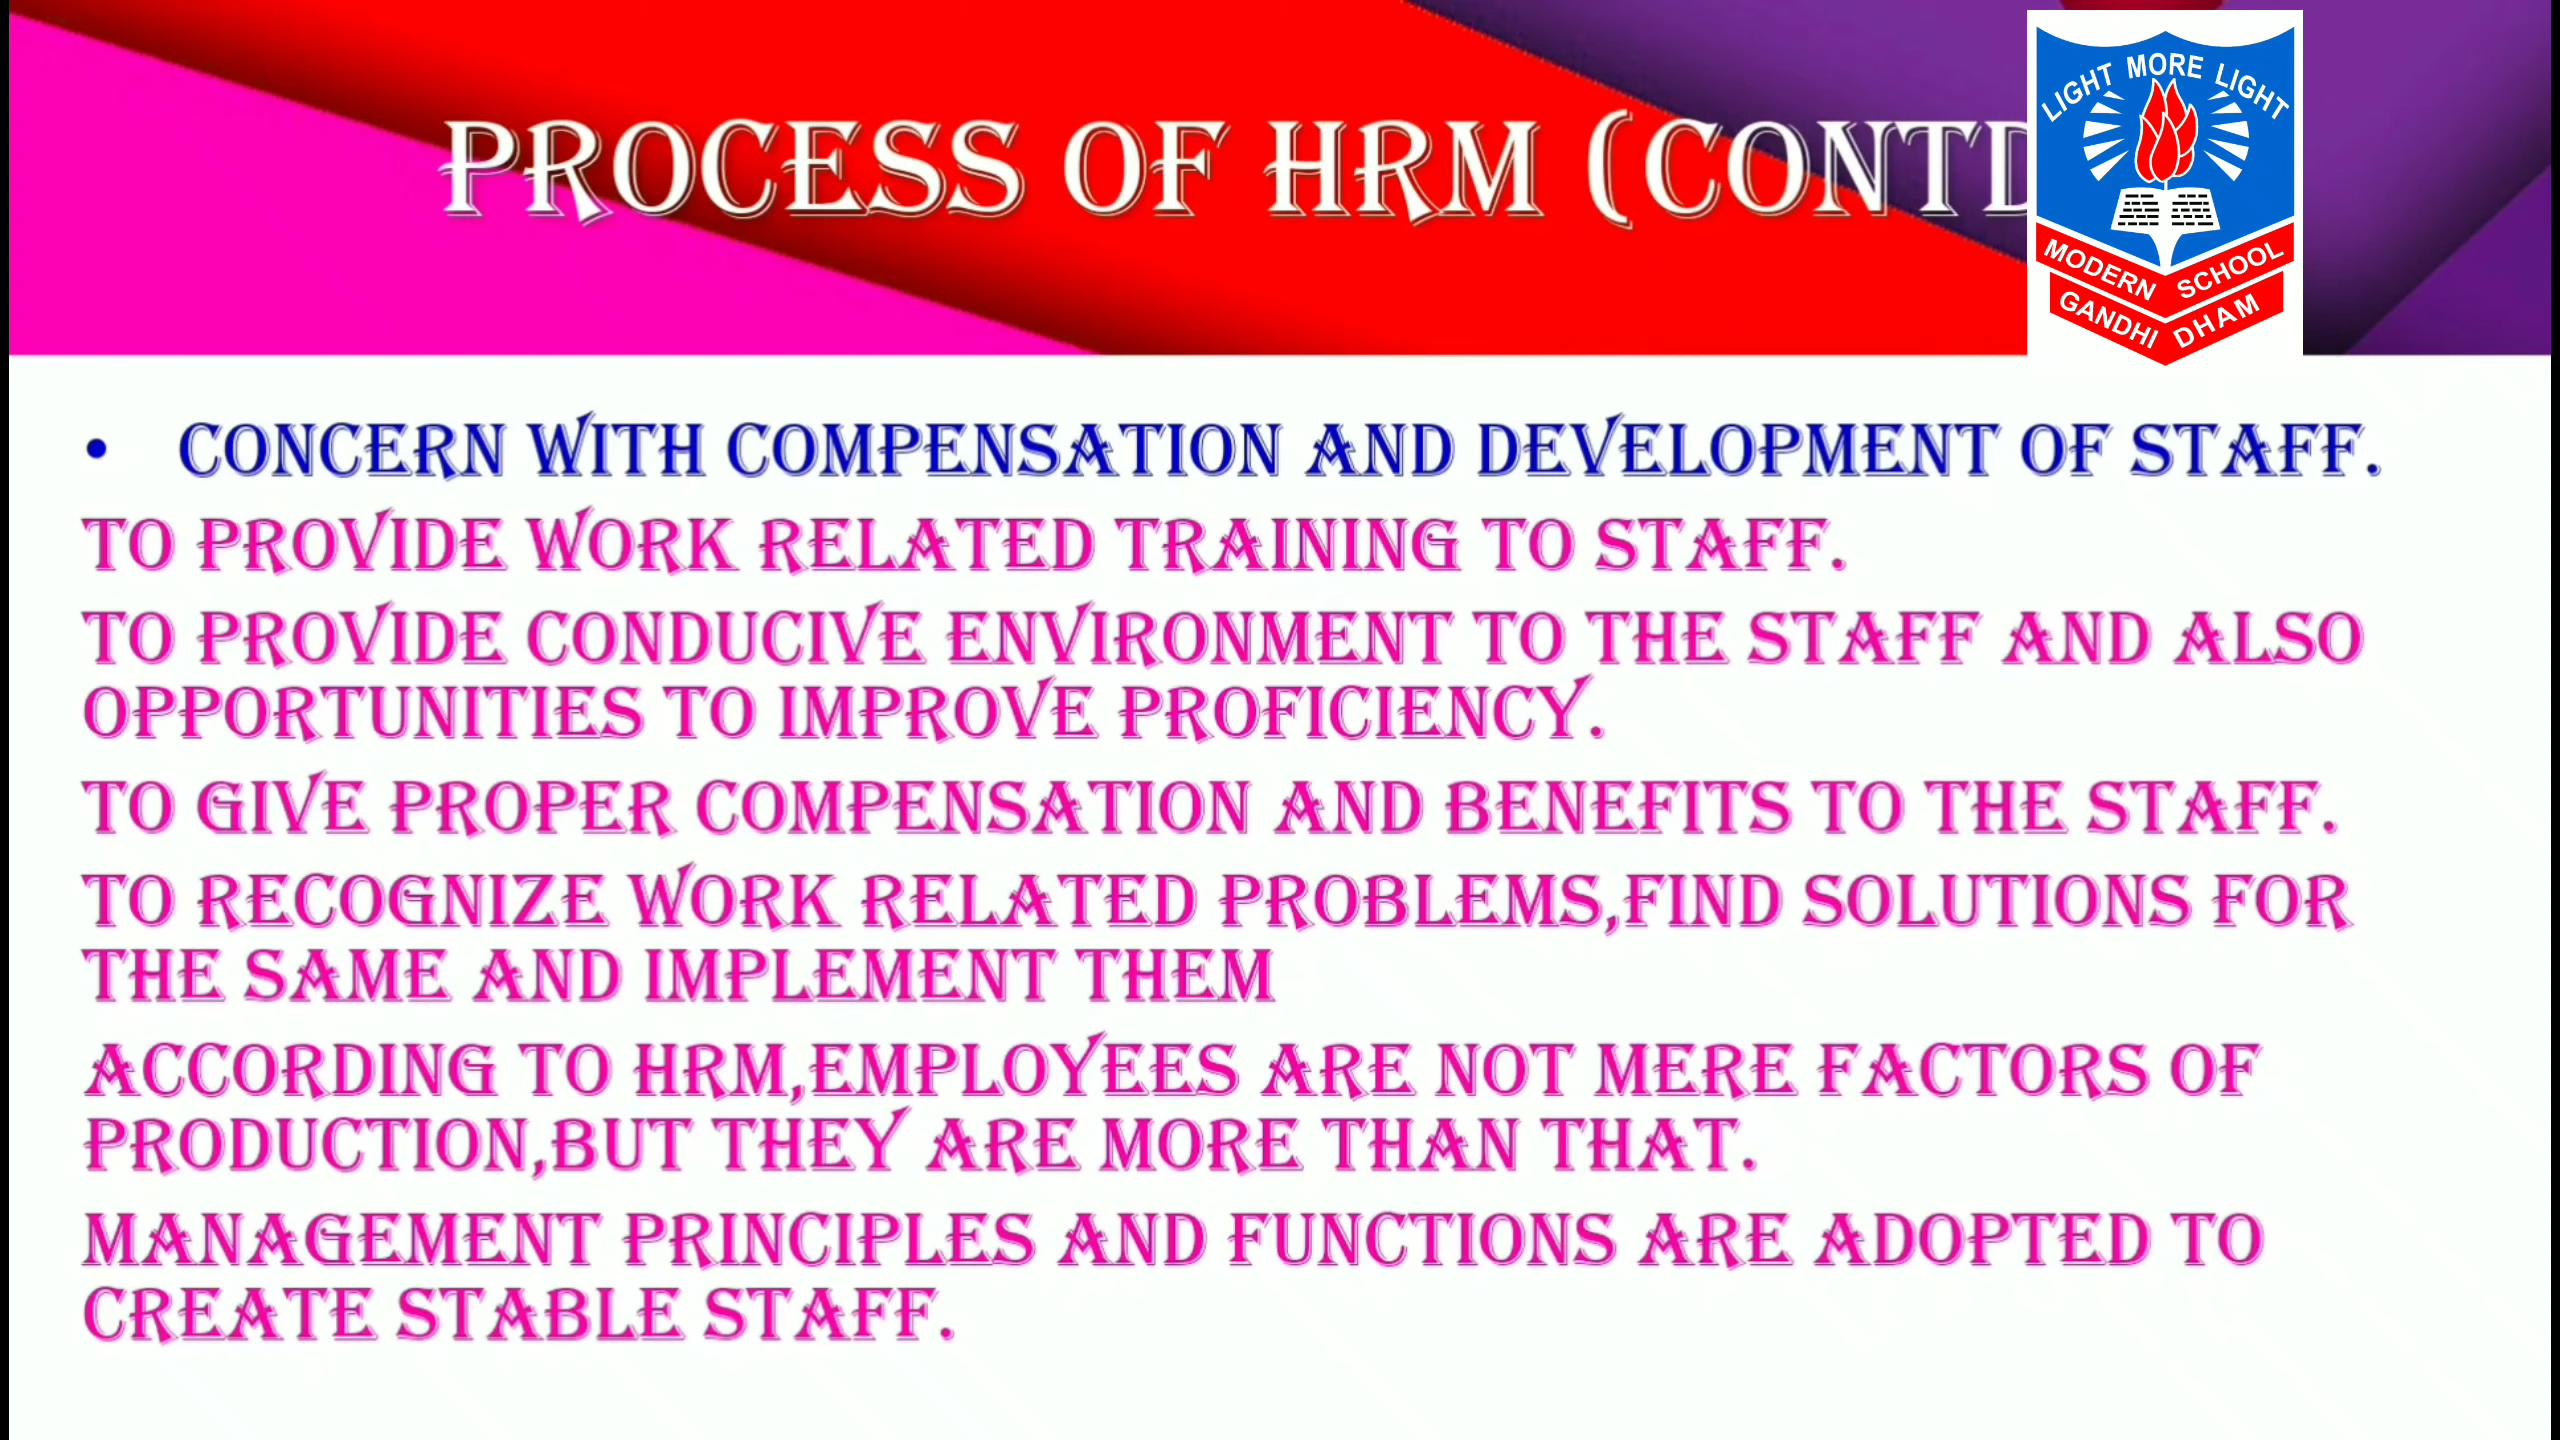 PROCESS OF HRM (CONTD
LIGHT MORE LIGHT
MODERN SCHOOL
GANDHI DHAM
• CONCERN WITH COMPENSATION AND DEVELOPMENT OF STAFF.
TO PROVIDE WORK RELATED TRAINING TO STAFF.
TO PROVIDE CONDUCIVE ENVIRONMENT TO THE STAFF AND ALSO
OPPORTUNITIES TO IMPROVE PROFICIENCY.
TO GIVE PROPER COMPENSATION AND BENEFITS TO THE STAFF.
TO RECOGNIZE WORK RELATED PROBLEMS,FIND SOLUTIONS FOR
THE SAME AND IMPLEMENT THEM
ACCORDING TO HRM,EMPLOYEES ARE NOT MERE FACTORS OF
PRODUCTION,BUT THEY ARE MORE THAN THAT.
MANAGEMENT PRINCIPLES AND FUNCTIONS ARE ADOPTED TO
CREATE STABLE STAFF.